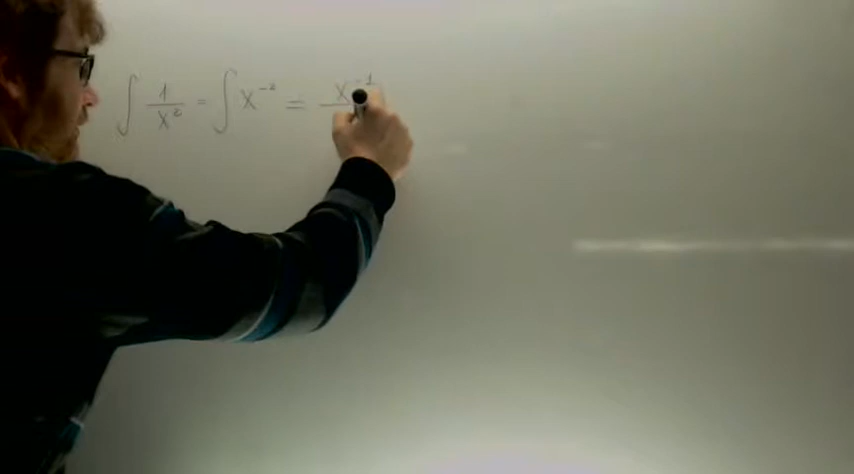 ∫ 1/x² = ∫ x⁻² = x⁻¹/